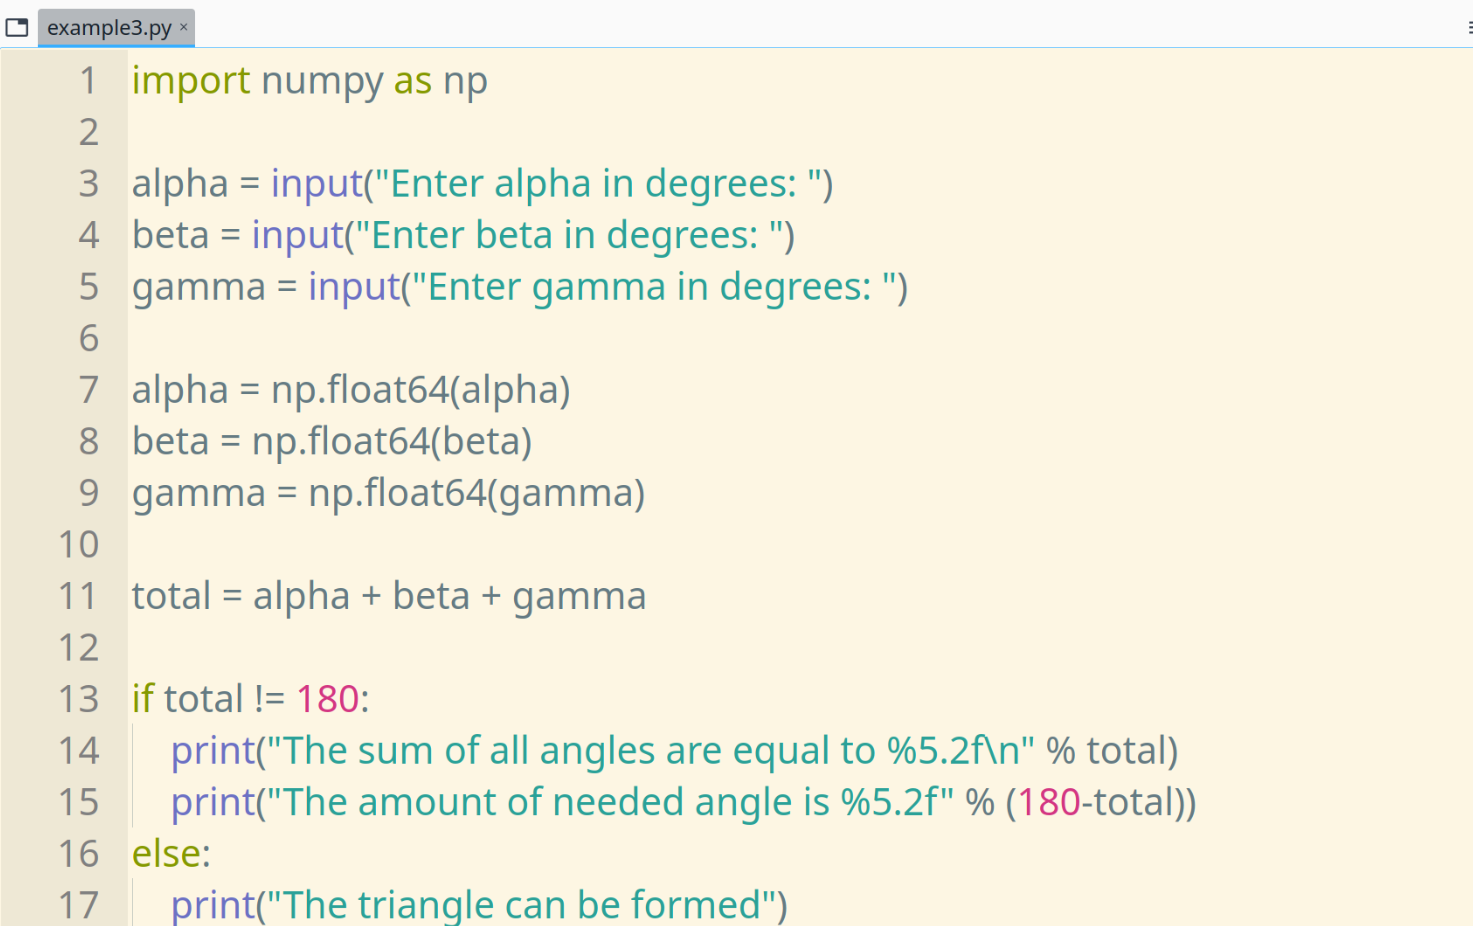 example3.py ×
1 import numpy as np
2
3 alpha = input("Enter alpha in degrees: ")
4 beta = input("Enter beta in degrees: ")
5 gamma = input("Enter gamma in degrees: ")
6
7 alpha = np.float64(alpha)
8 beta = np.float64(beta)
9 gamma = np.float64(gamma)
10
11 total = alpha + beta + gamma
12
13 if total != 180:
14     print("The sum of all angles are equal to %5.2f\n" % total)
15     print("The amount of needed angle is %5.2f" % (180-total))
16 else:
17     print("The triangle can be formed")